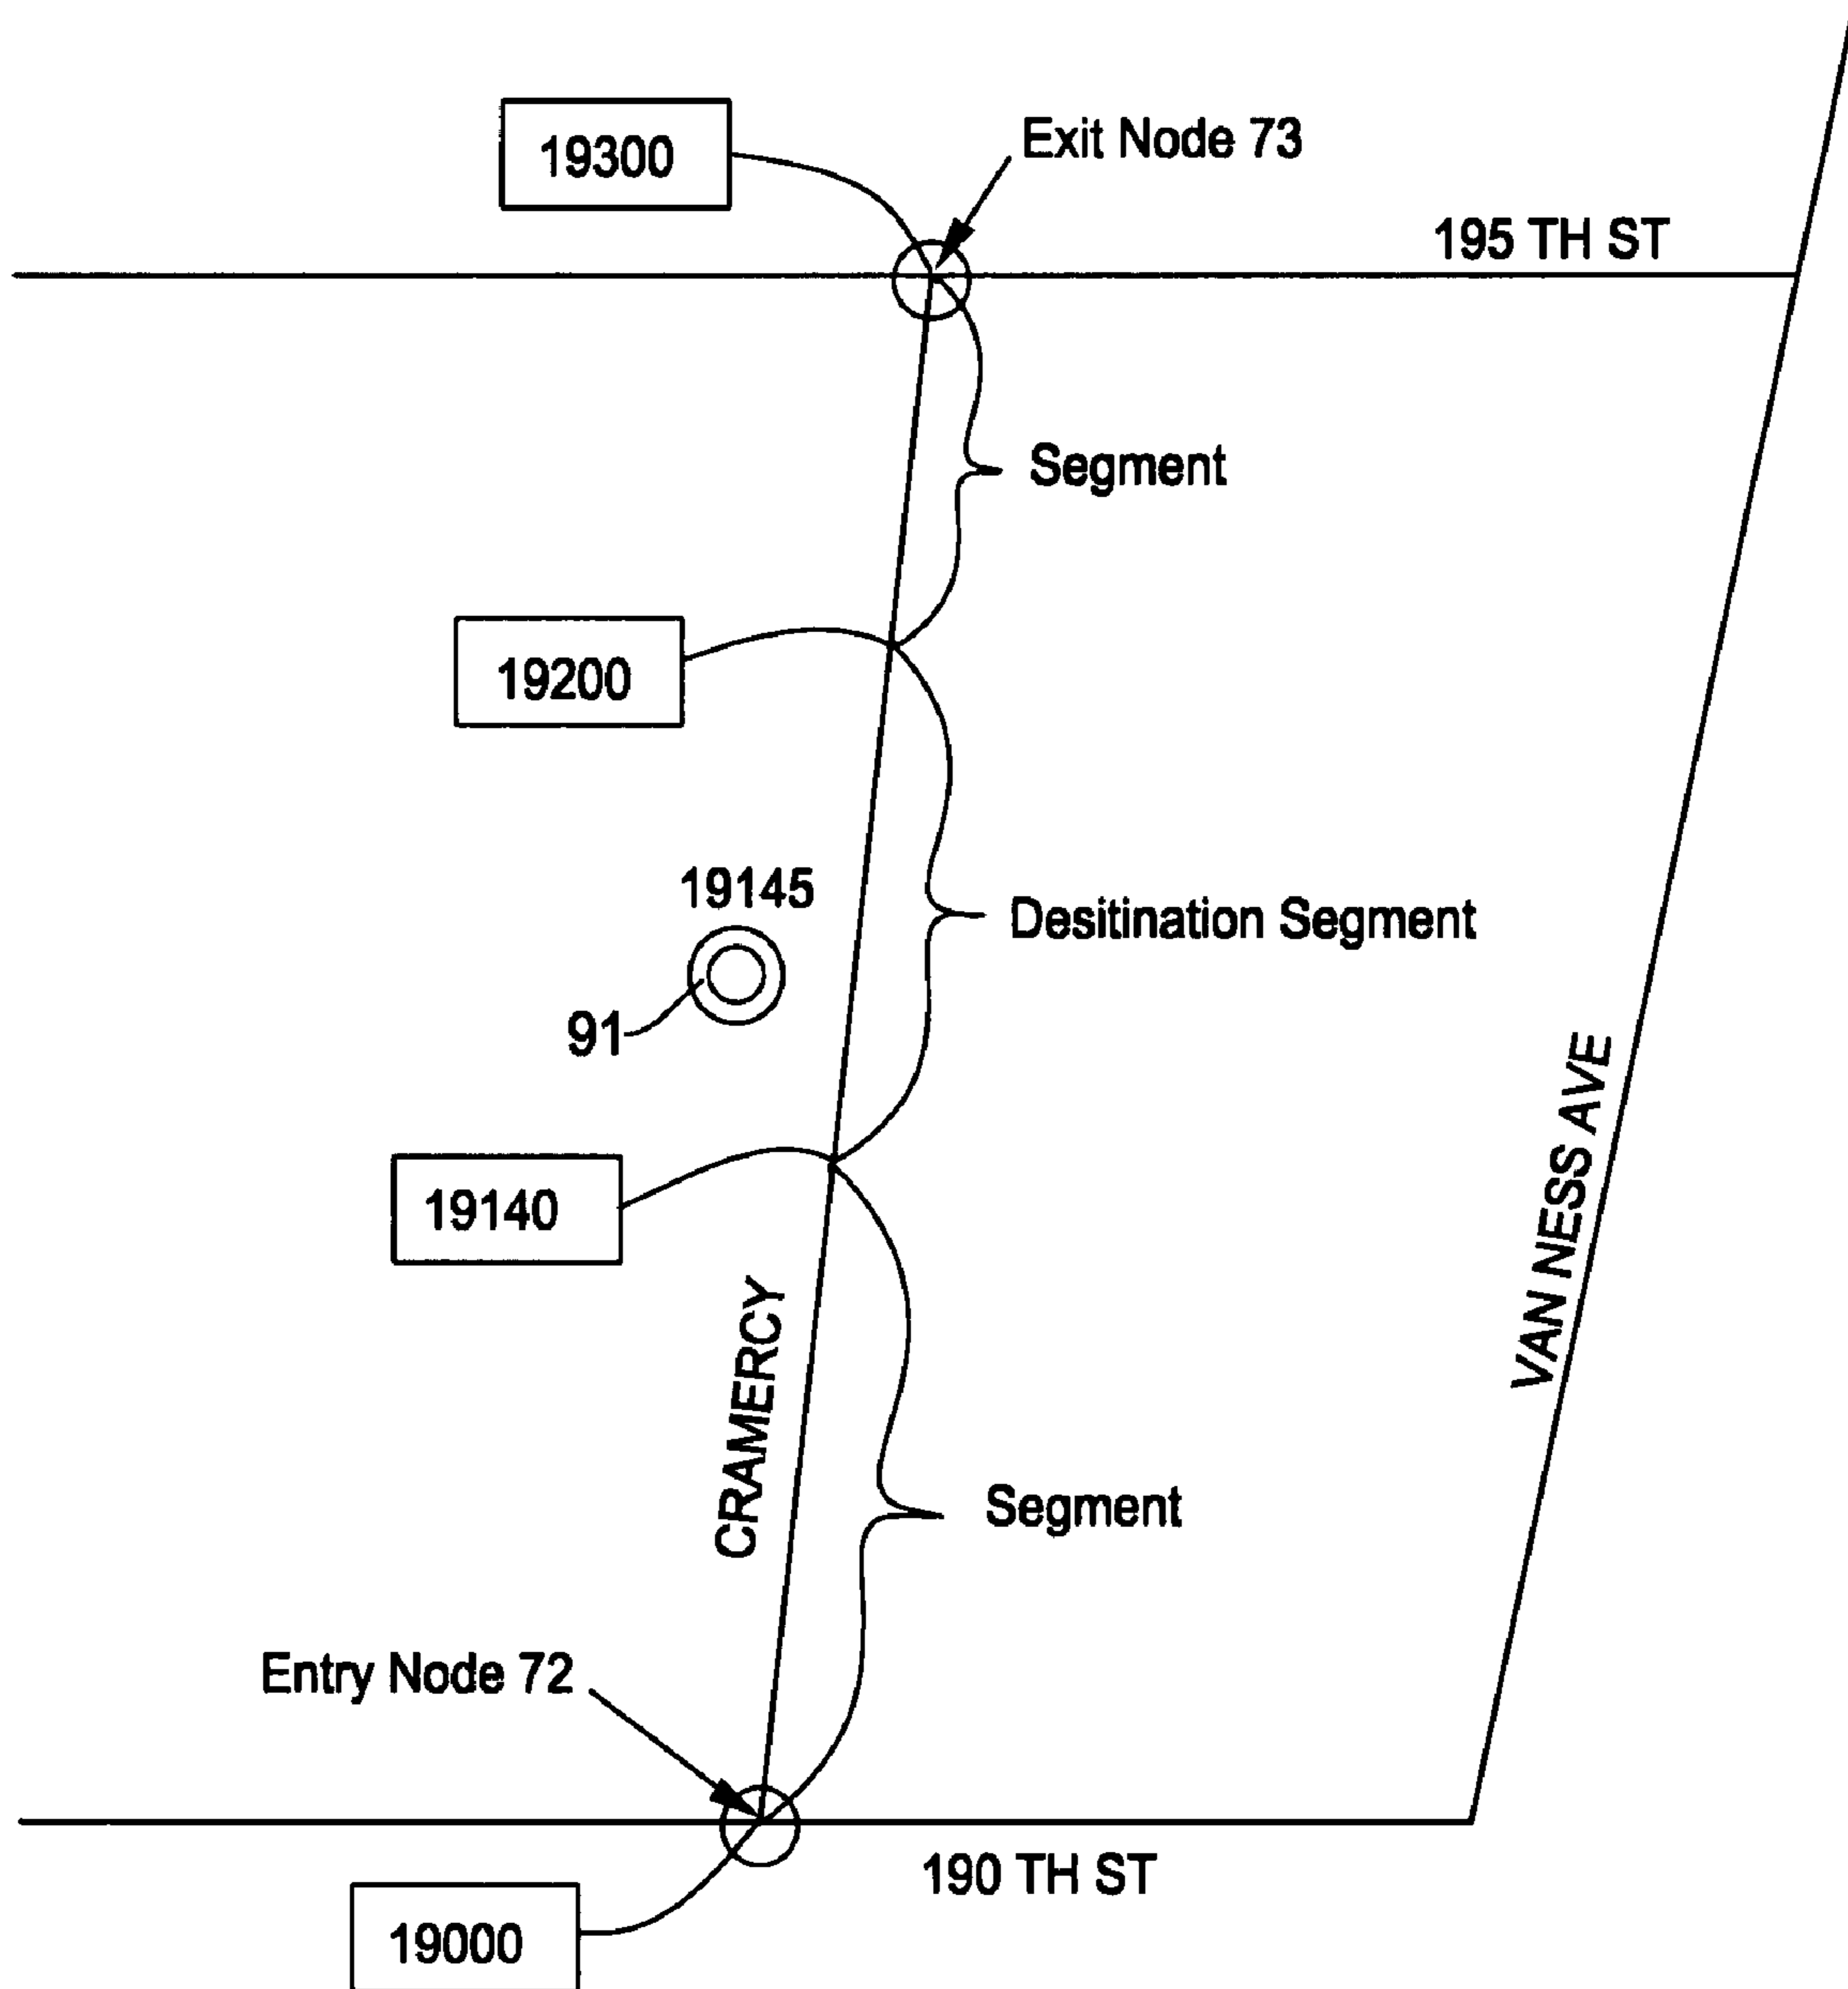 19300
Exit Node 73
195 TH ST
Segment
19200
19145
Desitination Segment
91
VAN NESS AVE
19140
CRAMERCY
Segment
Entry Node 72
190 TH ST
19000